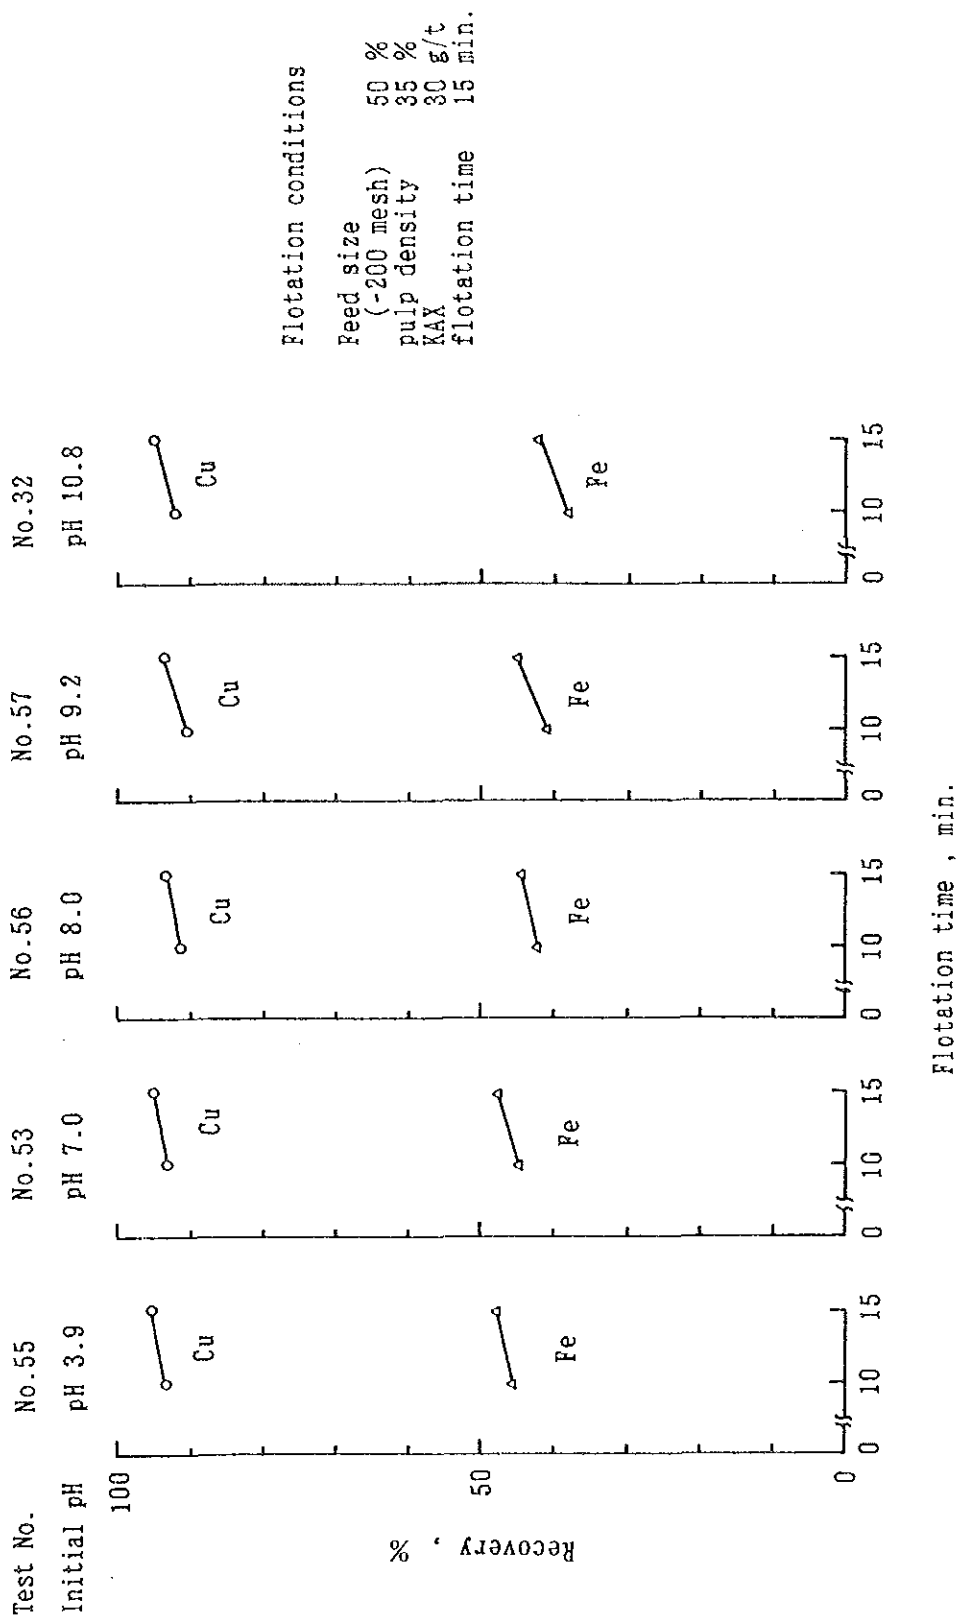 Test No. No.55 No.53 No.56 No.57 No.32
Initial pH pH 3.9 pH 7.0 pH 8.0 pH 9.2 pH 10.8
100
50
0
Recovery , %
Cu Cu Cu Cu Cu
Fe Fe Fe Fe Fe
0 10 15 0 10 15 0 10 15 0 10 15 0 10 15
Flotation time , min.
Flotation conditions
Feed size
(-200 mesh) 50 %
pulp density 35 %
KAX 30 g/t
flotation time 15 min.